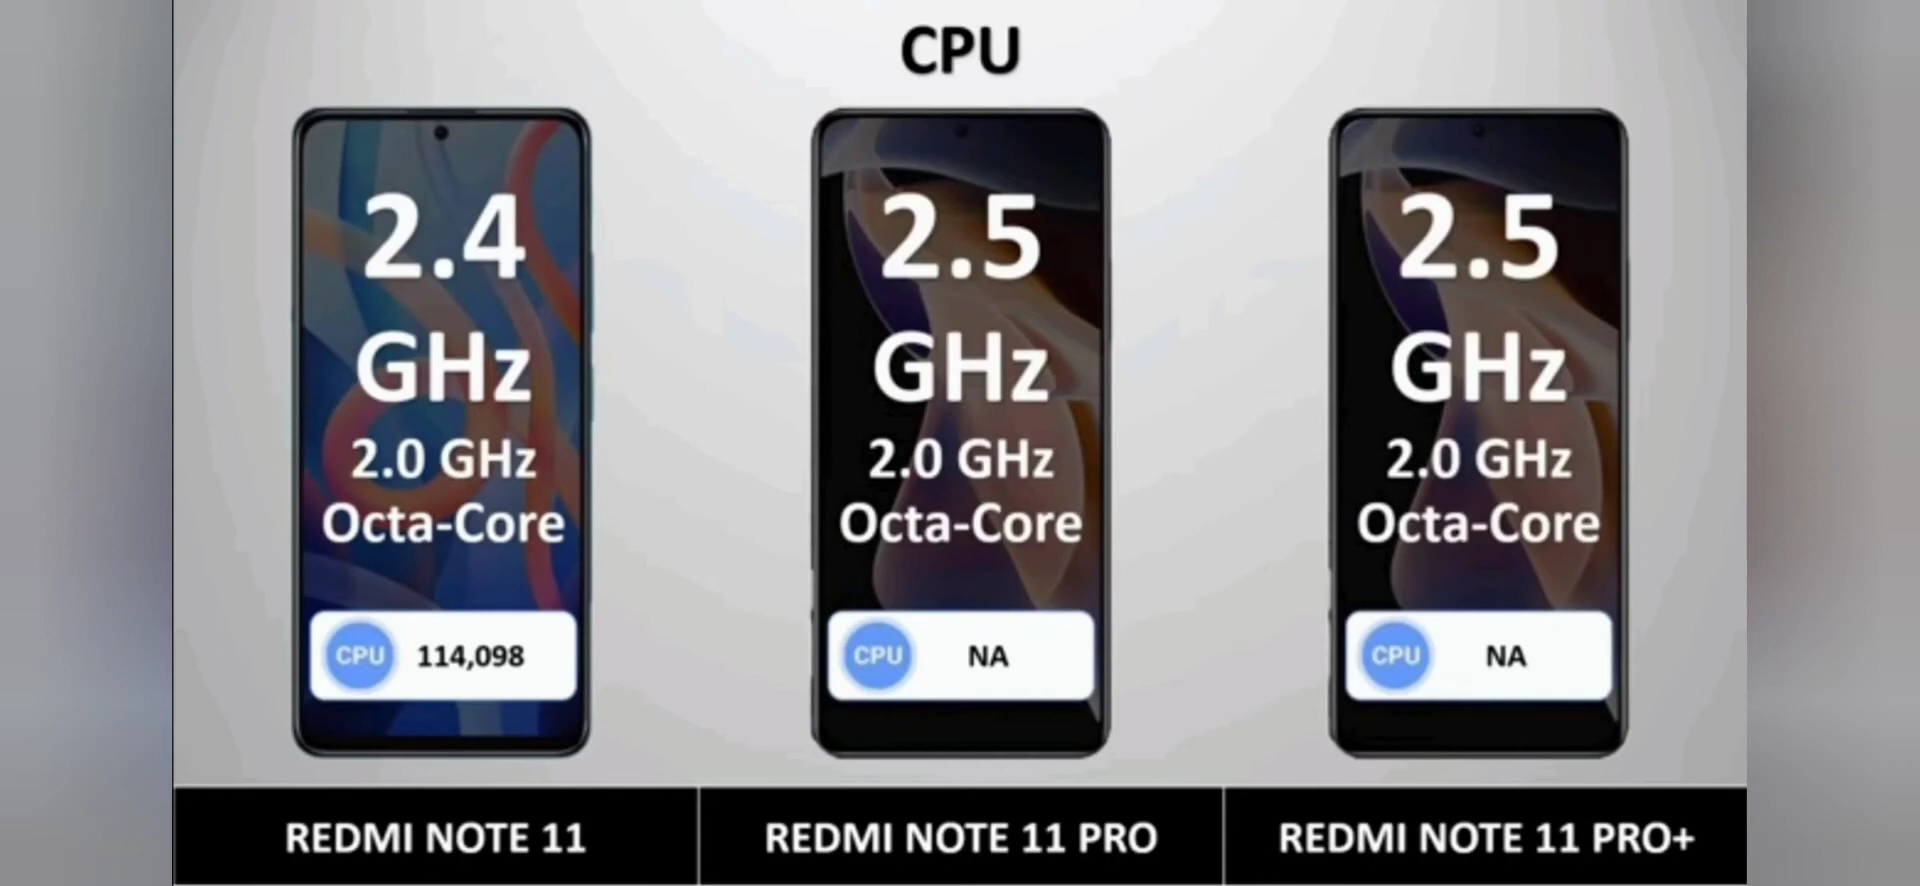 CPU
2.4
GHz
2.0 GHz
Octa-Core
CPU 114,098
REDMI NOTE 11
2.5
GHz
2.0 GHz
Octa-Core
CPU NA
REDMI NOTE 11 PRO
2.5
GHz
2.0 GHz
Octa-Core
CPU NA
REDMI NOTE 11 PRO+